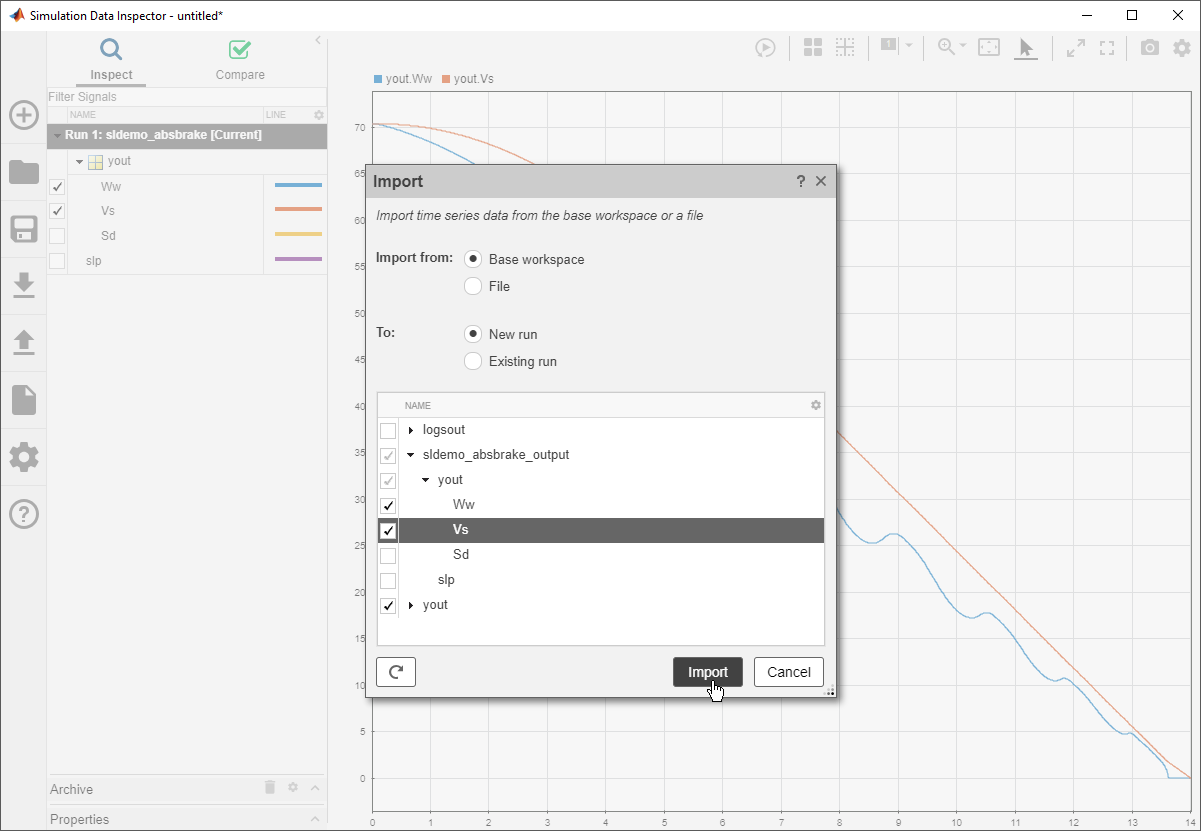 Simulation Data Inspector - untitled*
Inspect
Compare
Filter Signals
NAME
LINE
Run 1: sldemo_absbrake [Current]
yout
Ww
Vs
Sd
slp
Archive
Properties
1
yout.Ww
yout.Vs
70
65
60
55
50
45
40
35
30
25
20
15
10
5
0
0
1
2
3
4
5
6
7
8
9
10
11
12
13
14
Import
?
Import time series data from the base workspace or a file
Import from:
Base workspace
File
To:
New run
Existing run
NAME
logsout
sldemo_absbrake_output
yout
Ww
Vs
Sd
slp
yout
Import
Cancel